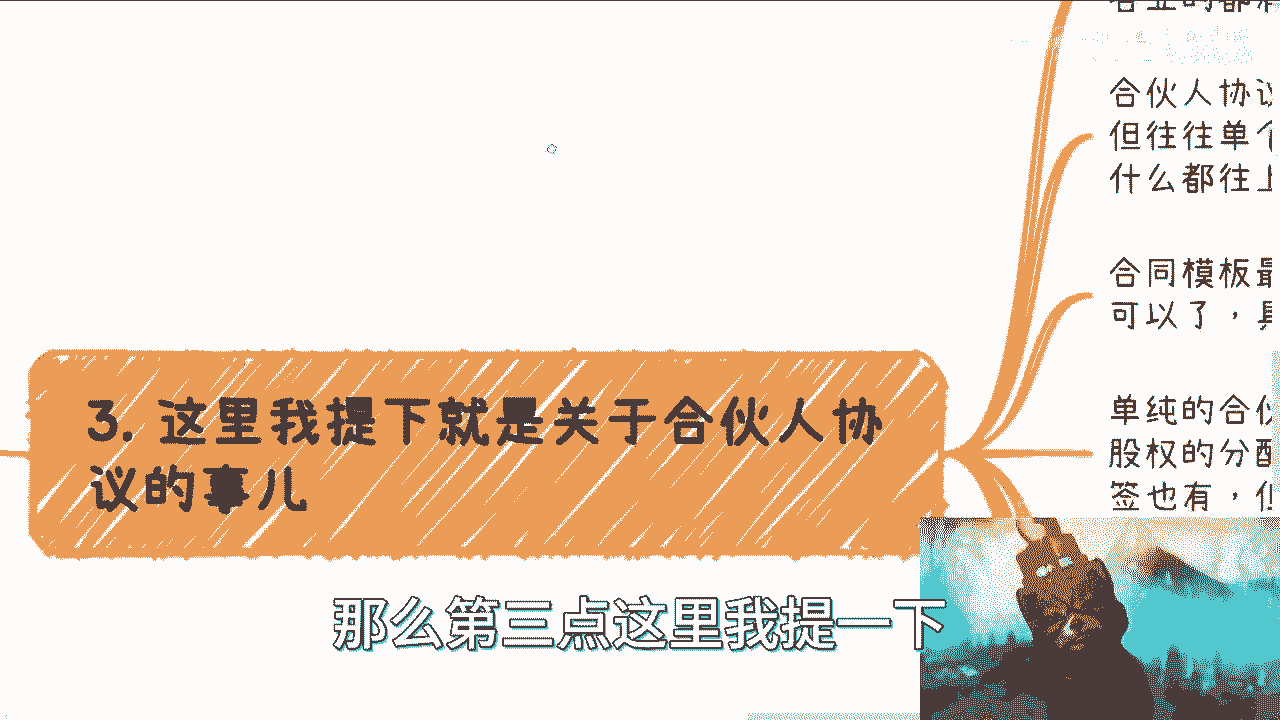 合伙人协
但往往单个
什么都往上
合同模板最
可以了，具
单纯的合伙
股权的分配
签也有，但
3. 这里我提下就是关于合伙人协
议的事儿
那么第三点这里我提一下